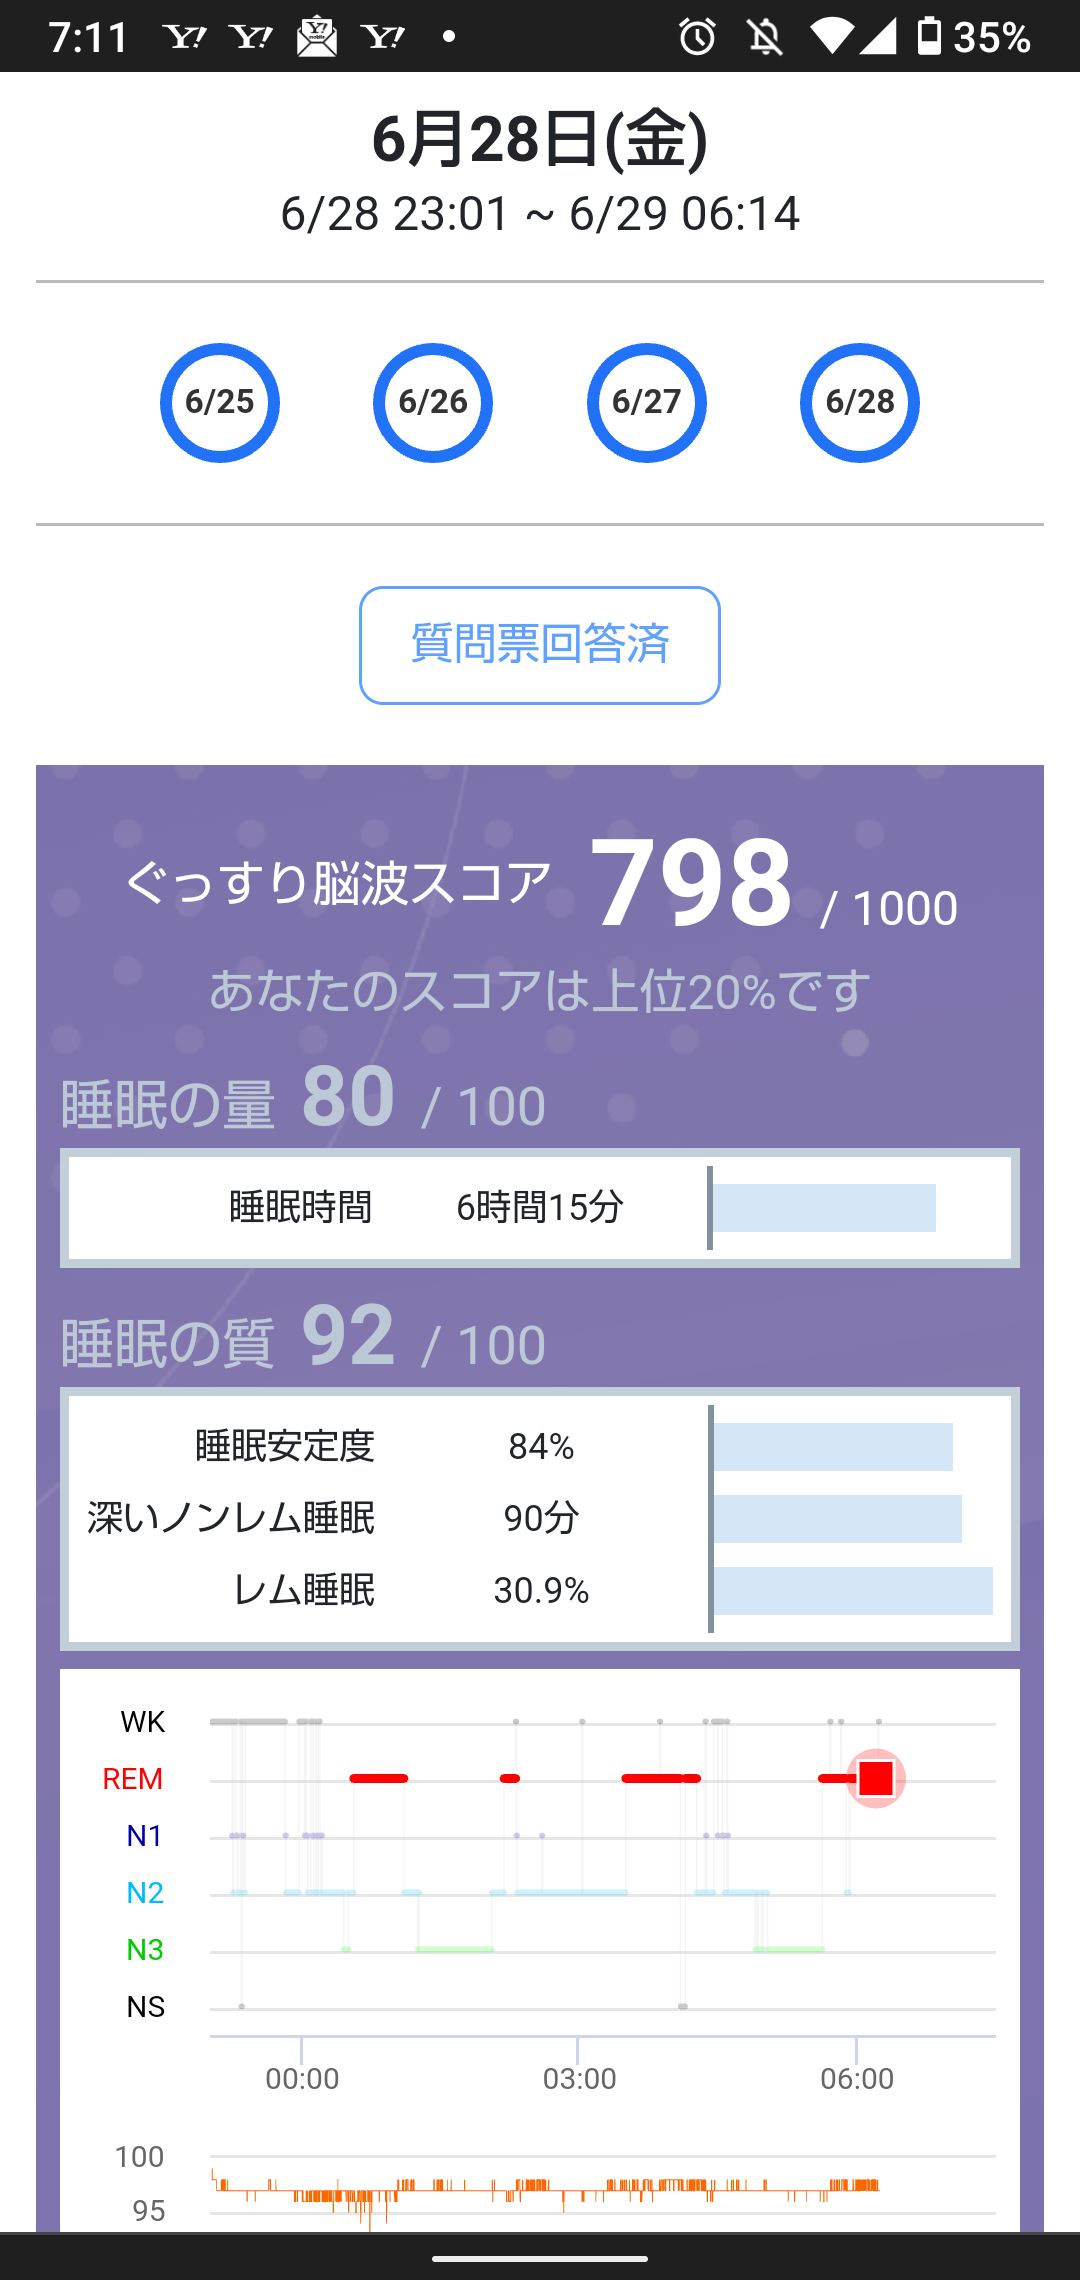 7:11 Y! Y! Y! mobile Y! 35%
6月28日(金)
6/28 23:01 ~ 6/29 06:14
6/25 6/26 6/27 6/28
質問票回答済
ぐっすり脳波スコア 798 / 1000
あなたのスコアは上位20%です
睡眠の量 80 / 100
睡眠時間 6時間15分
睡眠の質 92 / 100
睡眠安定度 84%
深いノンレム睡眠 90分
レム睡眠 30.9%
WK
REM
N1
N2
N3
NS
00:00 03:00 06:00
100
95